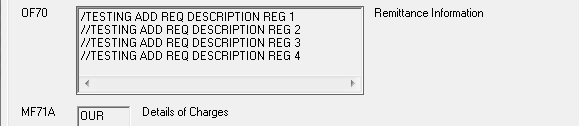 OF70 /TESTING ADD REQ DESCRIPTION REG 1 Remittance Information
//TESTING ADD REQ DESCRIPTION REG 2
//TESTING ADD REQ DESCRIPTION REG 3
//TESTING ADD REQ DESCRIPTION REG 4
MF71A OUR Details of Charges